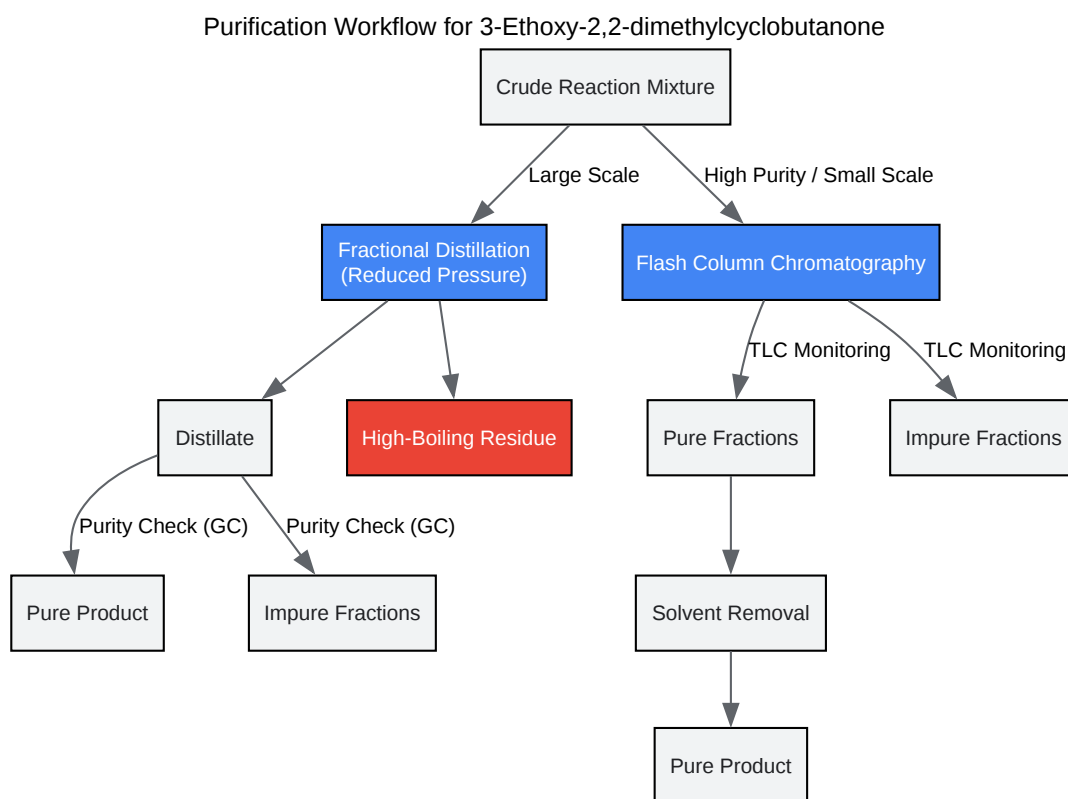 Purification Workflow for 3-Ethoxy-2,2-dimethylcyclobutanone
Crude Reaction Mixture
Large Scale
High Purity / Small Scale
Fractional Distillation
(Reduced Pressure)
Flash Column Chromatography
TLC Monitoring
TLC Monitoring
Distillate
High-Boiling Residue
Pure Fractions
Impure Fractions
Purity Check (GC)
Purity Check (GC)
Pure Product
Impure Fractions
Solvent Removal
Pure Product